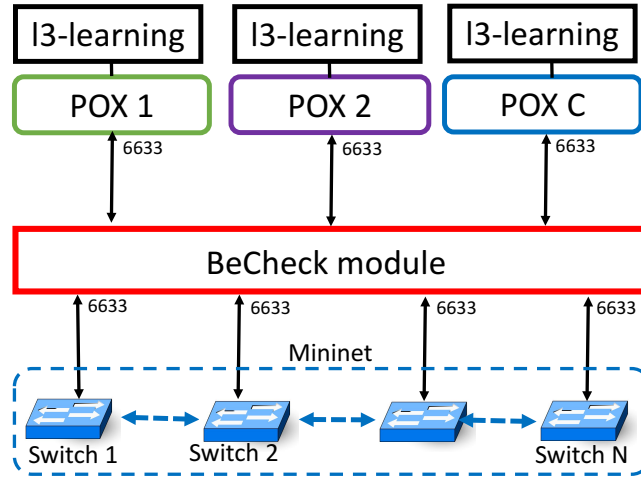 l3-learning
l3-learning
l3-learning
POX 1
POX 2
POX C
6633
6633
6633
BeCheck module
6633
6633
6633
6633
Mininet
Switch 1
Switch 2
Switch N